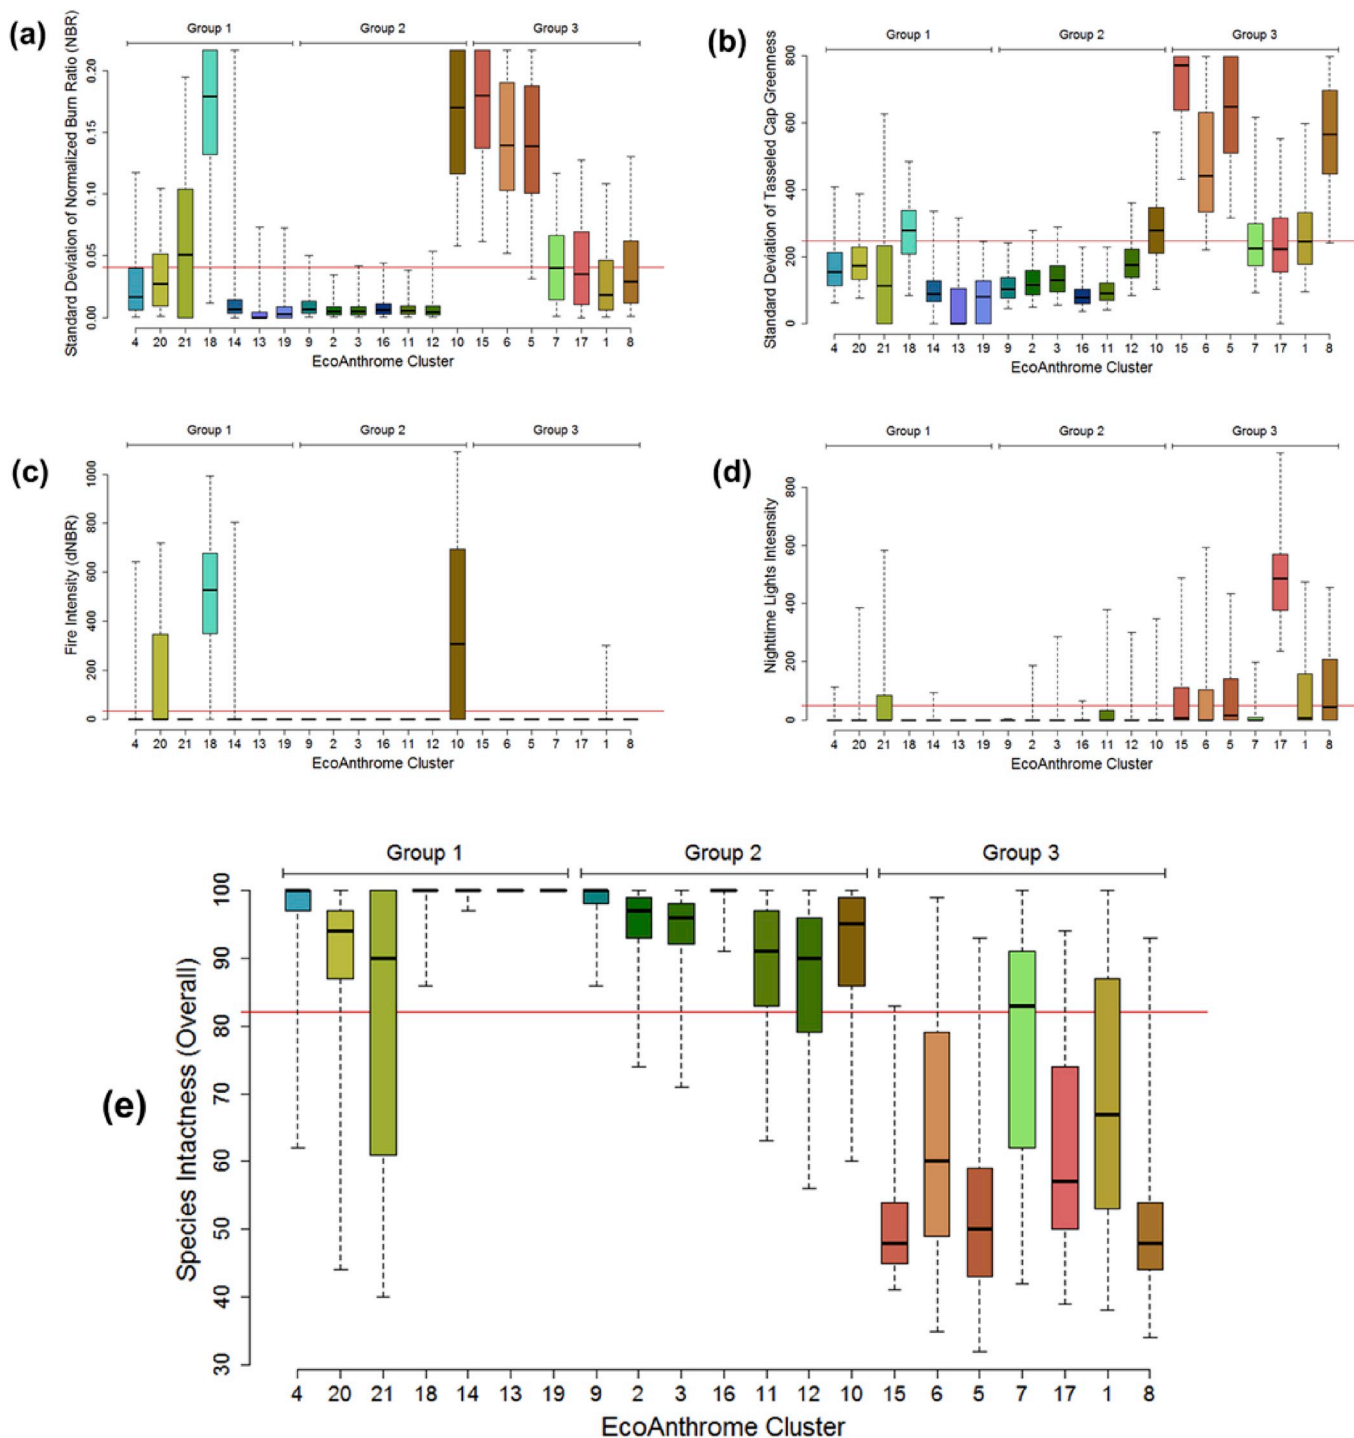 (a)
Group 1 Group 2 Group 3
Standard Deviation of Normalized Burn Ratio (NBR)
0.20
0.15
0.10
0.05
0.00
4 20 21 18 14 13 19 9 2 3 16 11 12 10 15 6 5 7 17 1 8
EcoAnthrome Cluster
(b)
Group 1 Group 2 Group 3
Standard Deviation of Tasseled Cap Greenness
800
600
400
200
0
4 20 21 18 14 13 19 9 2 3 16 11 12 10 15 6 5 7 17 1 8
EcoAnthrome Cluster
(c)
Group 1 Group 2 Group 3
Fire Intensity (dNBR)
1000
800
600
400
200
0
4 20 21 18 14 13 19 9 2 3 16 11 12 10 15 6 5 7 17 1 8
EcoAnthrome Cluster
(d)
Group 1 Group 2 Group 3
Nighttime Lights Intesnsity
800
600
400
200
0
4 20 21 18 14 13 19 9 2 3 16 11 12 10 15 6 5 7 17 1 8
EcoAnthrome Cluster
(e)
Group 1 Group 2 Group 3
Species Intactness (Overall)
100
90
80
70
60
50
40
30
4 20 21 18 14 13 19 9 2 3 16 11 12 10 15 6 5 7 17 1 8
EcoAnthrome Cluster